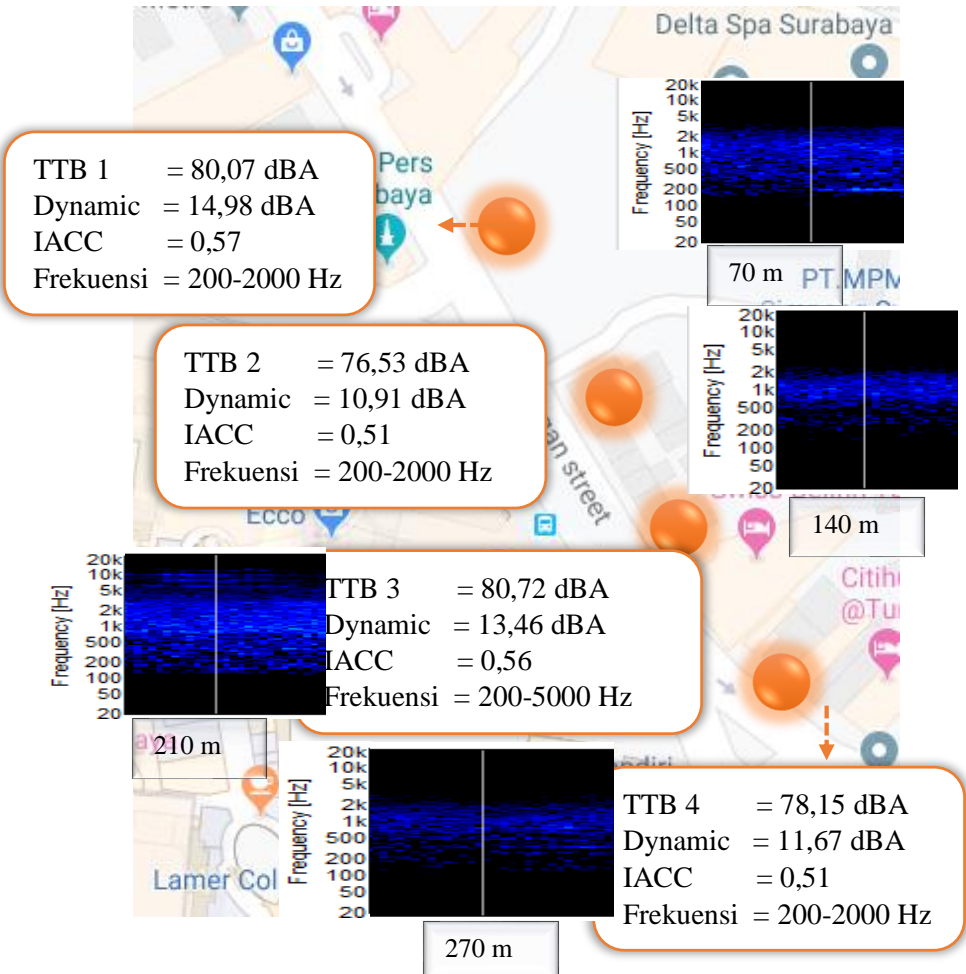 Delta Spa Surabaya
Frequency [Hz]
20k
10k
5k
2k
1k
500
200
100
50
20
70 m
TTB 1 = 80,07 dBA
Dynamic = 14,98 dBA
IACC = 0,57
Frekuensi = 200-2000 Hz
Pers
baya
PT.MPM
TTB 2 = 76,53 dBA
Dynamic = 10,91 dBA
IACC = 0,51
Frekuensi = 200-2000 Hz
gan street
Frequency [Hz]
20k
10k
5k
2k
1k
500
200
100
50
20
140 m
Ecco
Citih
@Tu
Frequency [Hz]
20k
10k
5k
2k
1k
500
200
100
50
20
210 m
TTB 3 = 80,72 dBA
Dynamic = 13,46 dBA
IACC = 0,56
Frekuensi = 200-5000 Hz
Lamer Col
Frequency [Hz]
20k
10k
5k
2k
1k
500
200
100
50
20
270 m
TTB 4 = 78,15 dBA
Dynamic = 11,67 dBA
IACC = 0,51
Frekuensi = 200-2000 Hz